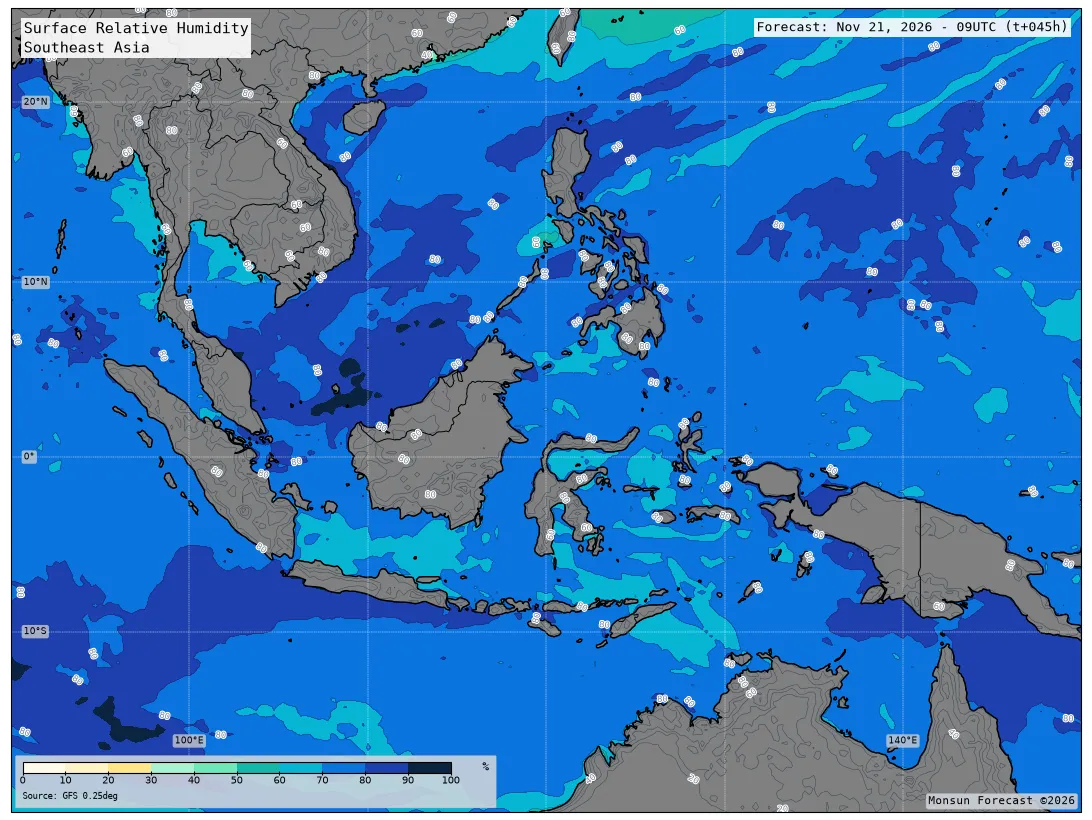 Surface Relative Humidity
Southeast Asia
Forecast: Nov 21, 2026 - 09UTC (t+045h)
20°N
10°N
0°
10°S
100°E
140°E
0 10 20 30 40 50 60 70 80 90 100
%
Source: GFS 0.25deg
Monsun Forecast ©2026